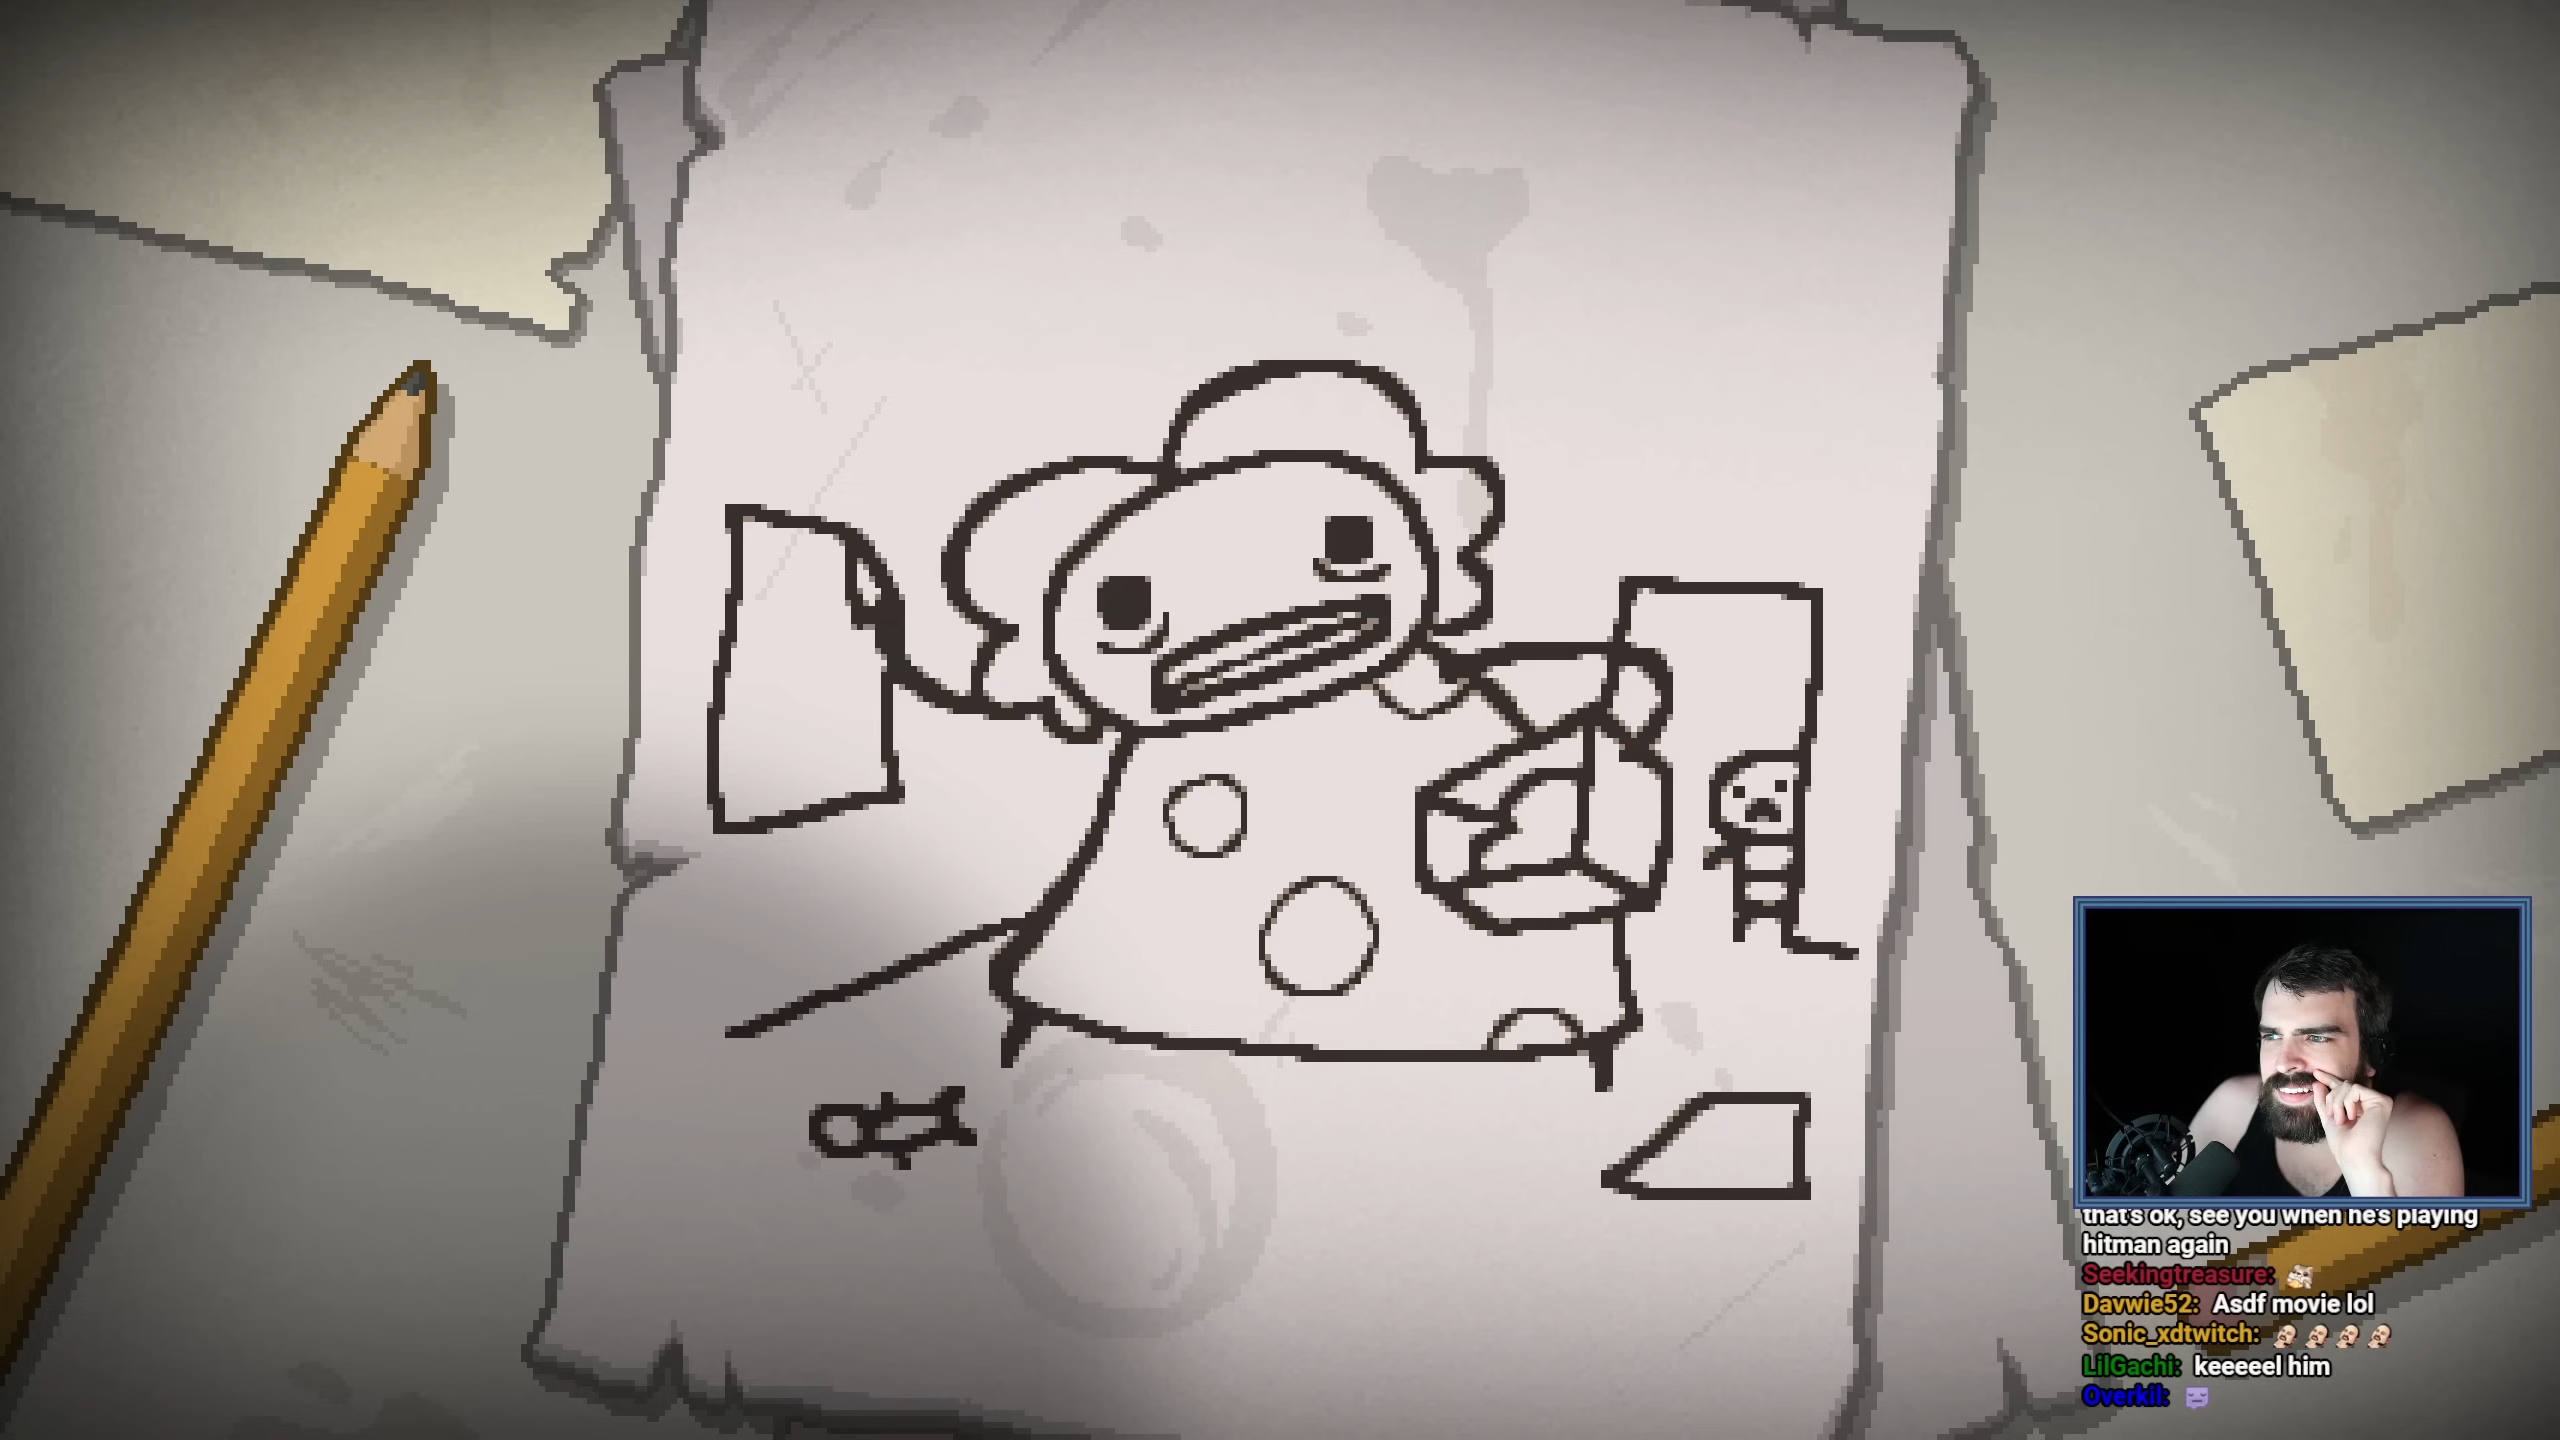 that's ok, see you when he's playing
hitman again
Seekingtreasure:
Davwie52: Asdf movie lol
Sonic_xdtwitch:
LilGachi: keeeeel him
Overkil: